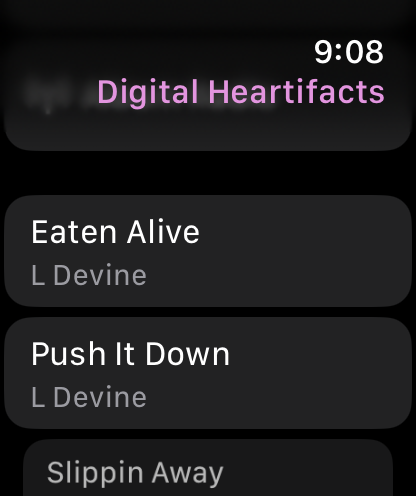 9:08
Digital Heartifacts
Eaten Alive
L Devine
Push It Down
L Devine
Slippin Away